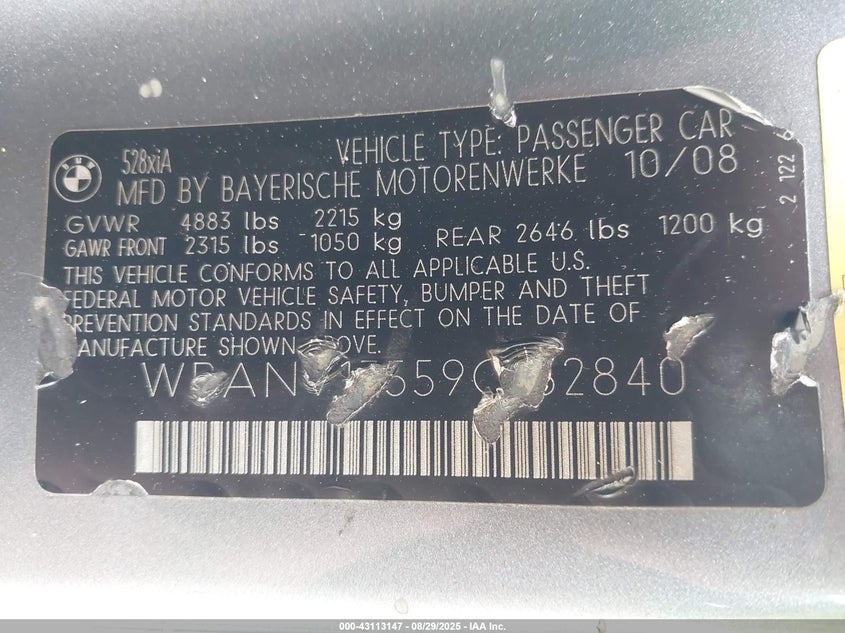 BMW
528xiA
VEHICLE TYPE: PASSENGER CAR
MFD BY BAYERISCHE MOTORENWERKE 10/08
GVWR 4883 lbs 2215 kg
GAWR FRONT 2315 lbs 1050 kg REAR 2646 lbs 1200 kg
THIS VEHICLE CONFORMS TO ALL APPLICABLE U.S.
FEDERAL MOTOR VEHICLE SAFETY, BUMPER AND THEFT
PREVENTION STANDARDS IN EFFECT ON THE DATE OF
MANUFACTURE SHOWN ABOVE.
2 122 6
000-43113147 - 08/29/2025 - IAA Inc.